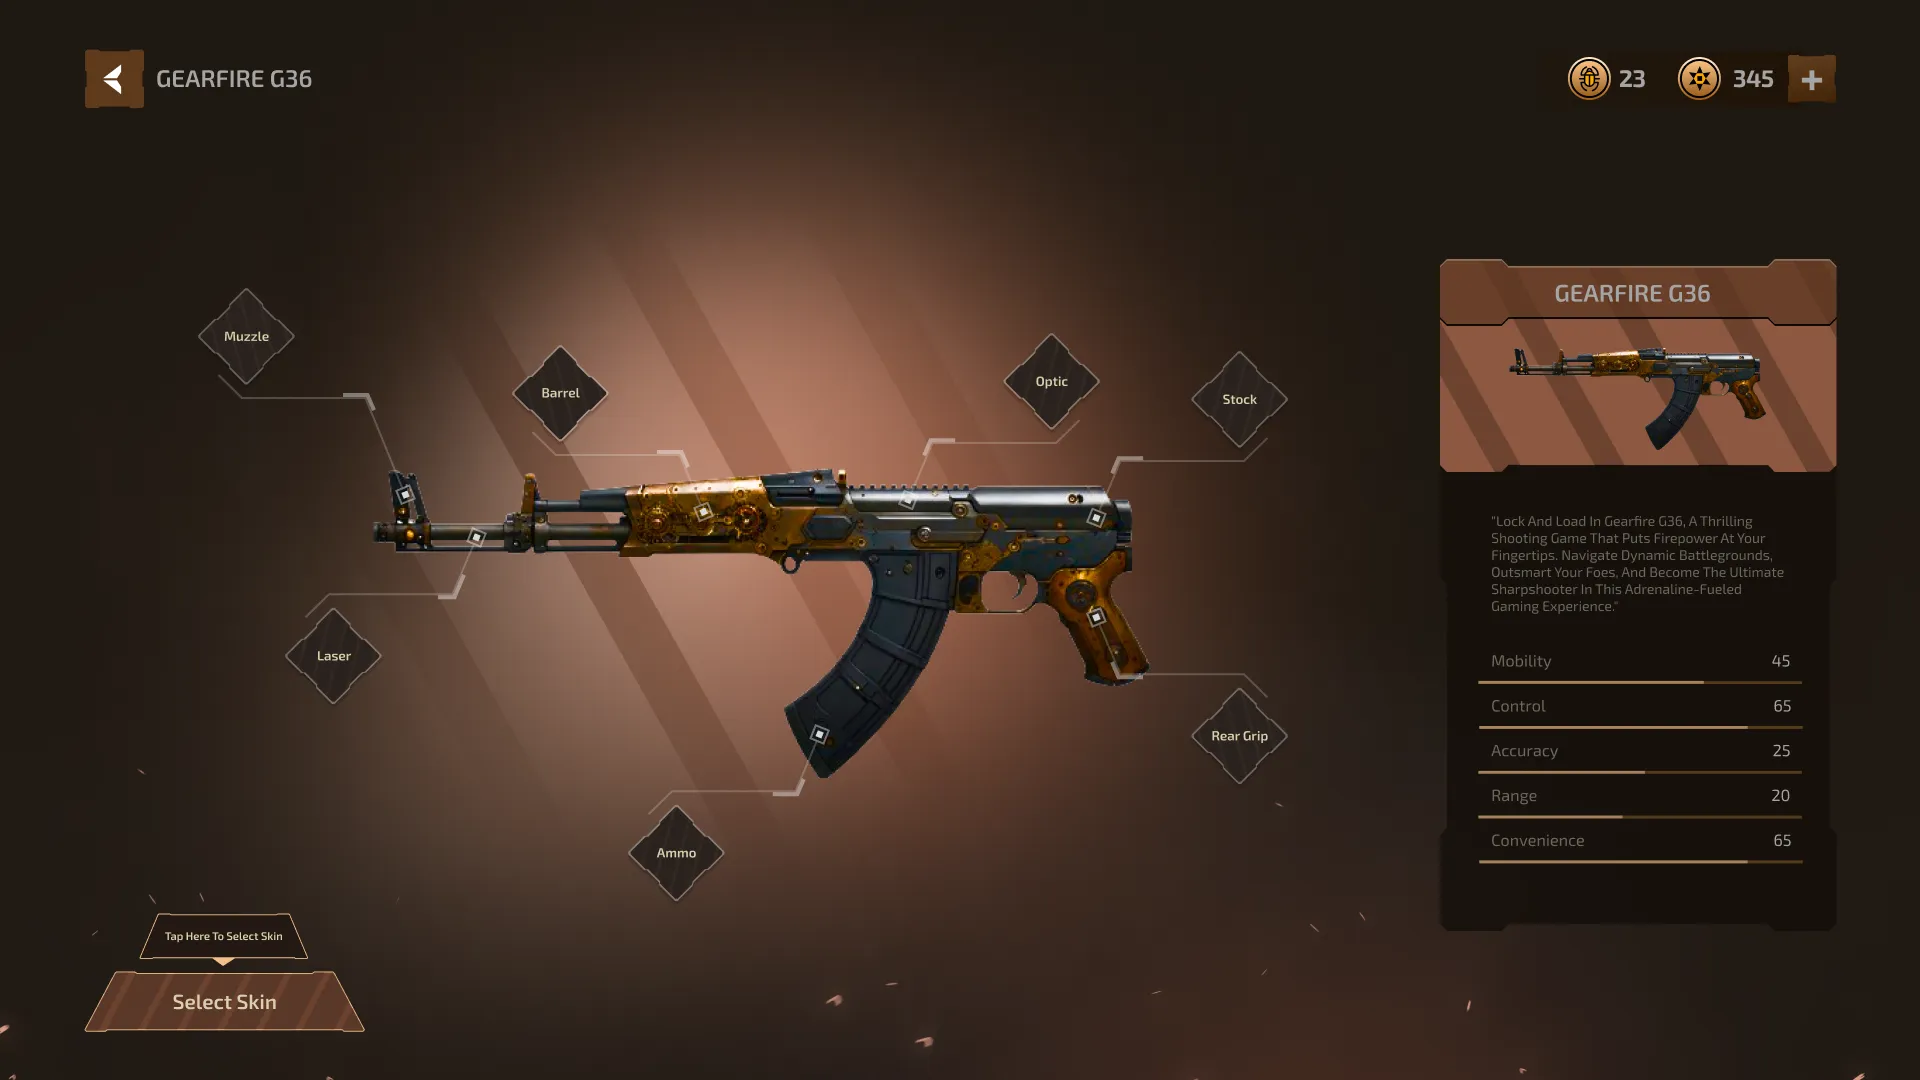 GEARFIRE G36
23
345
Muzzle
Barrel
Optic
Stock
Laser
Rear Grip
Ammo
Tap Here To Select Skin
Select Skin
GEARFIRE G36
"Lock And Load In Gearfire G36, A Thrilling
Shooting Game That Puts Firepower At Your
Fingertips. Navigate Dynamic Battlegrounds,
Outsmart Your Foes, And Become The Ultimate
Sharpshooter In This Adrenaline-Fueled
Gaming Experience."
Mobility 45
Control 65
Accuracy 25
Range 20
Convenience 65